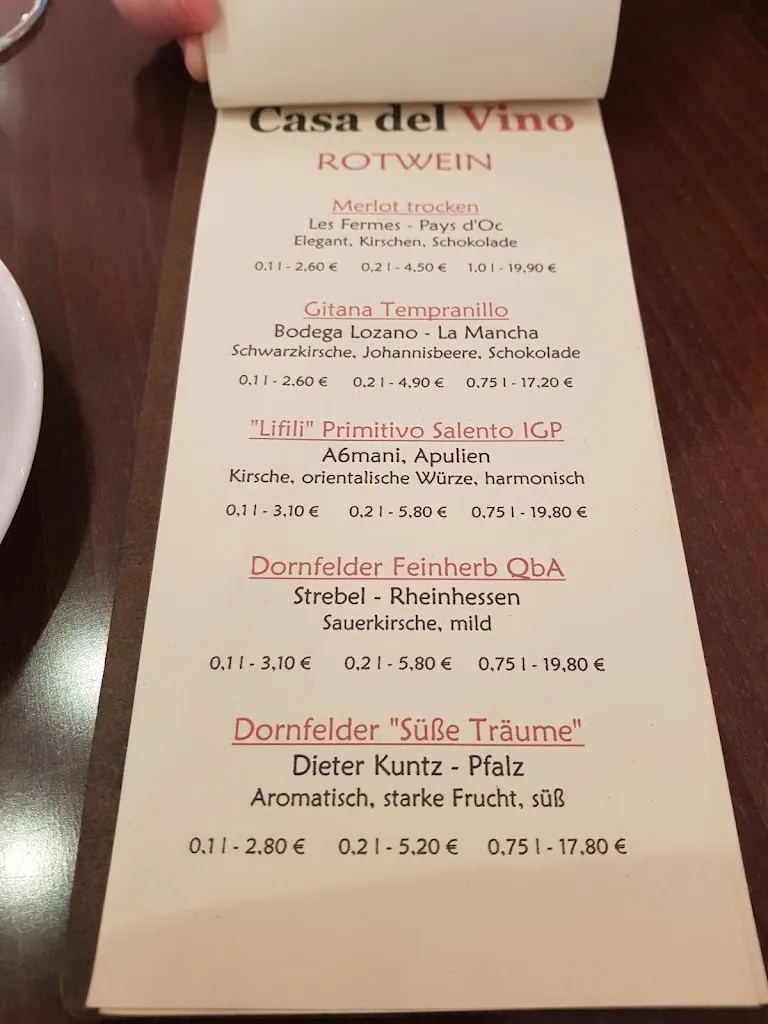 Casa del Vino
ROTWEIN
Merlot trocken
Les Fermes - Pays d'Oc
Elegant, Kirschen, Schokolade
0,1 l - 2,60 € 0,2 l - 4,50 € 1,0 l - 19,90 €
Gitana Tempranillo
Bodega Lozano - La Mancha
Schwarzkirsche, Johannisbeere, Schokolade
0,1 l - 2,60 € 0,2 l - 4,90 € 0,75 l - 17,20 €
"Lifili" Primitivo Salento IGP
A6mani, Apulien
Kirsche, orientalische Würze, harmonisch
0,1 l - 3,10 € 0,2 l - 5,80 € 0,75 l - 19,80 €
Dornfelder Feinherb QbA
Strebel - Rheinhessen
Sauerkirsche, mild
0,1 l - 3,10 € 0,2 l - 5,80 € 0,75 l - 19,80 €
Dornfelder "Süße Träume"
Dieter Kuntz - Pfalz
Aromatisch, starke Frucht, süß
0,1 l - 2,80 € 0,2 l - 5,20 € 0,75 l - 17,80 €